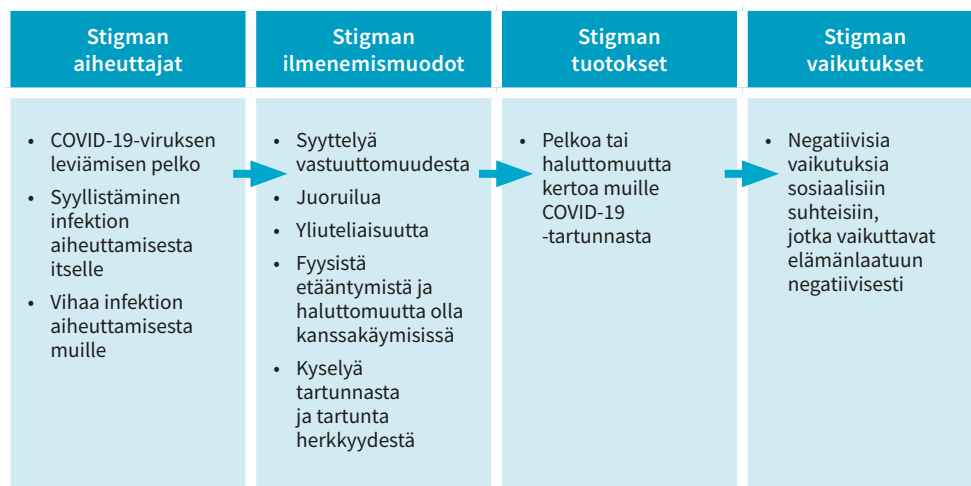 Stigman
aiheuttajat
• COVID-19-viruksen
leviämisen pelko
• Syyllistäminen
infektion
aiheuttamisesta
itselle
• Vihaa infektion
aiheuttamisesta
muille
Stigman
ilmenemismuodot
• Syyttelyä
vastuuttomuudesta
• Juoruilua
• Yliuteliaisuutta
• Fyysistä
etääntymistä ja
haluttomuutta olla
kanssakäymisissä
• Kyselyä
tartunnasta
ja tartunta
herkkyydestä
Stigman
tuotokset
• Pelkoa tai
haluttomuutta
kertoa muille
COVID-19
-tartunnasta
Stigman
vaikutukset
• Negatiivisia
vaikutuksia
sosiaalisiin
suhteisiin,
jotka vaikuttavat
elämänlaatuun
negatiivisesti